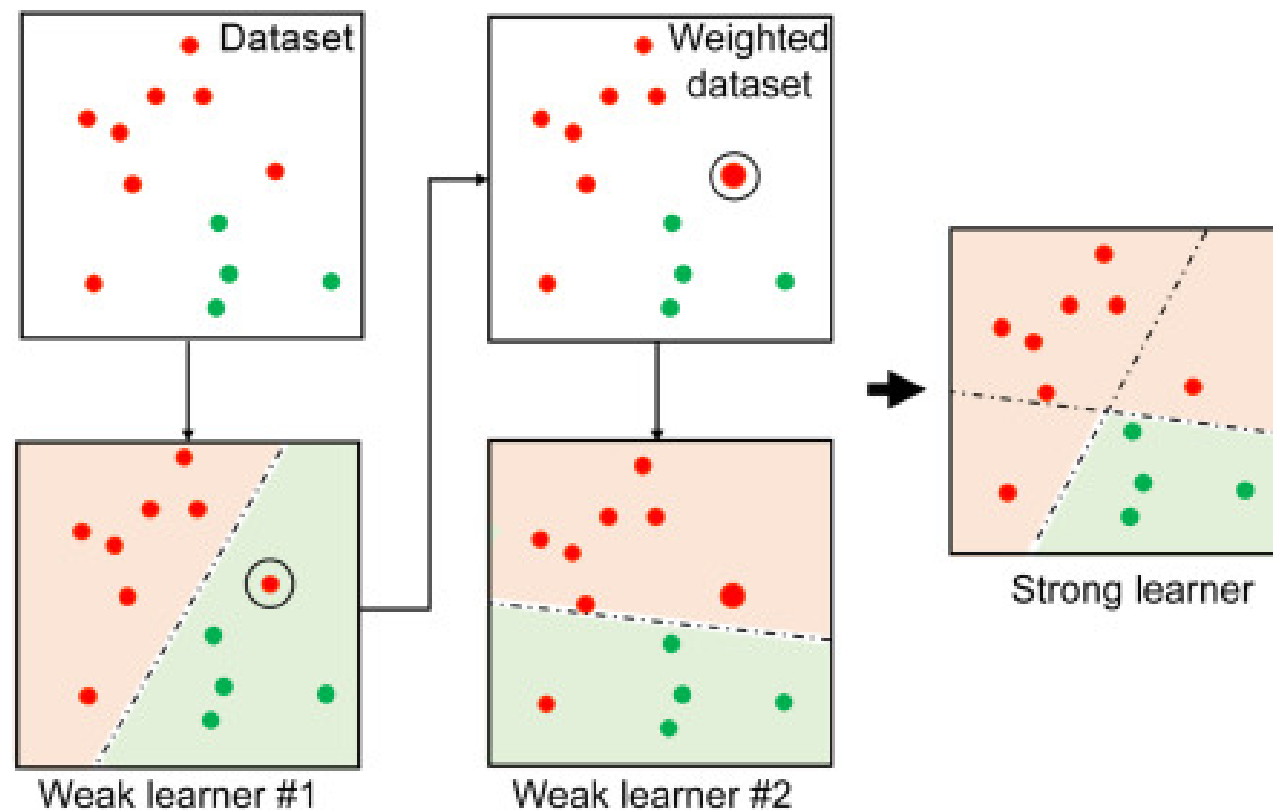 Dataset
Weighted
dataset
Strong learner
Weak learner #1
Weak learner #2